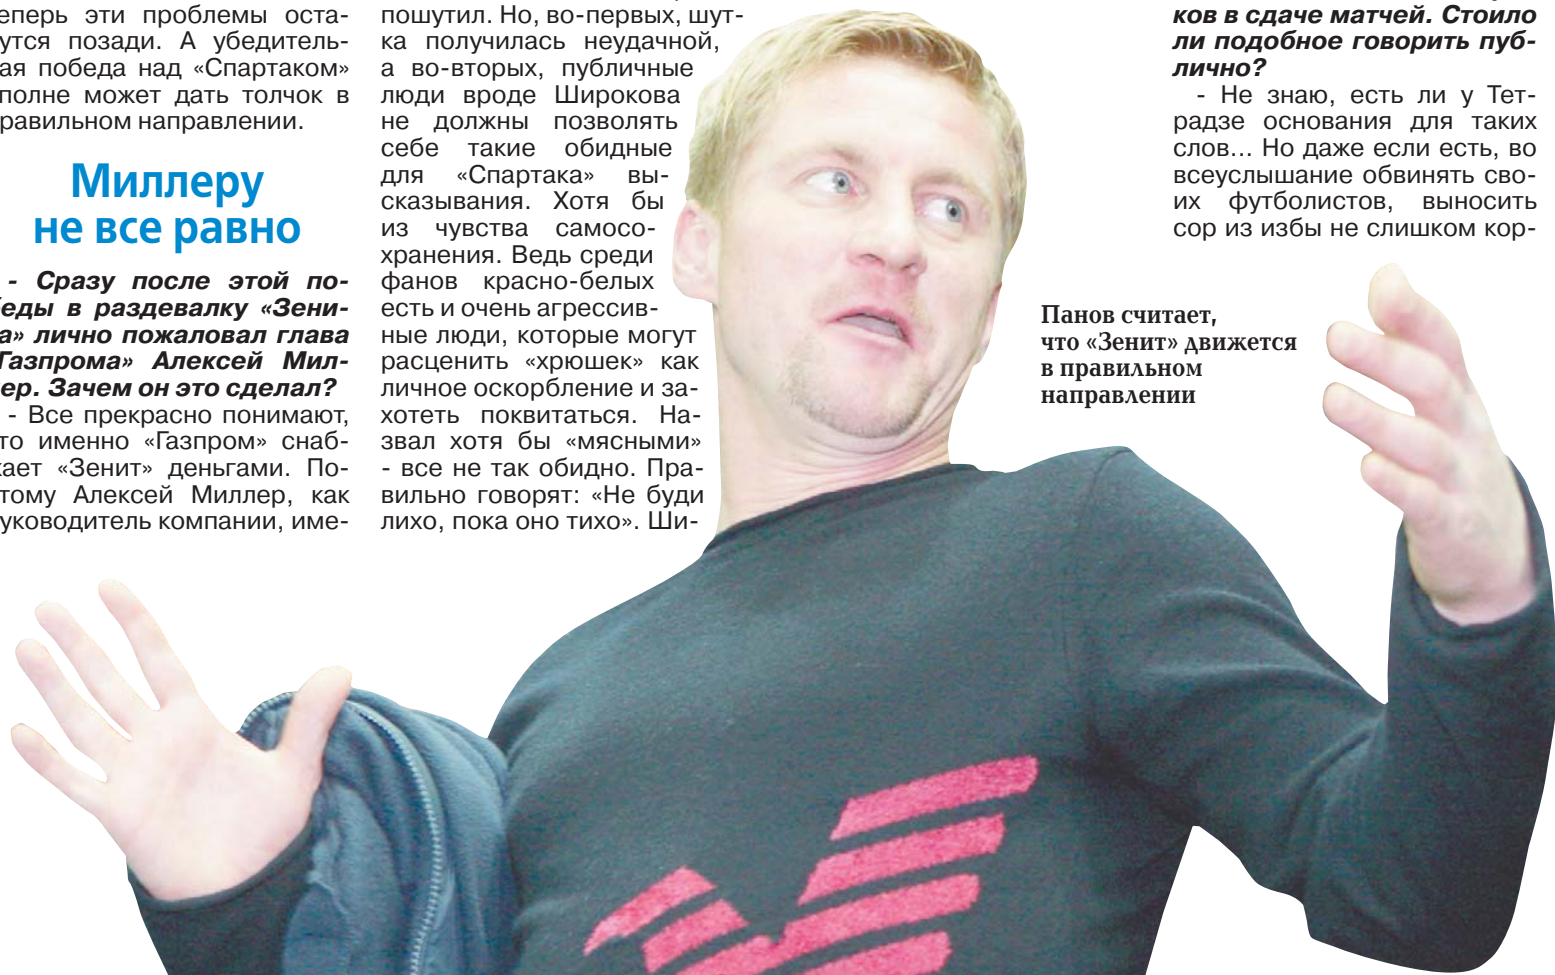 еперь эти проблемы оста-
утся позади. А убедитель-
ая победа над «Спартаком»
полне может дать толчок в
равильном направлении.
Миллеру
не все равно
- Сразу после этой по-
беды в раздевалку «Зени-
а» лично пожаловал глава
Газпрома» Алексей Мил-
ер. Зачем он это сделал?
- Все прекрасно понимают,
то именно «Газпром» снаб-
жает «Зенит» деньгами. По-
тому Алексей Миллер, как
уководитель компании, име-
пошутил. Но, во-первых, шут-
ка получилась неудачной,
а во-вторых, публичные
люди вроде Широкова
не должны позволять
себе такие обидные
для «Спартака» вы-
сказывания. Хотя бы
из чувства самосо-
хранения. Ведь среди
фанов красно-белых
есть и очень агрессив-
ные люди, которые могут
расценить «хрюшек» как
личное оскорбление и за-
хотеть поквитаться. На-
звал хотя бы «мясными»
- все не так обидно. Пра-
вильно говорят: «Не буди
лихо, пока оно тихо». Ши-
ков в сдаче матчей. Стоило
ли подобное говорить пуб-
лично?
- Не знаю, есть ли у Тет-
радзе основания для таких
слов... Но даже если есть, во
всеуслышание обвинять сво-
их футболистов, выносить
сор из избы не слишком кор-
Панов считает,
что «Зенит» движется
в правильном
направлении